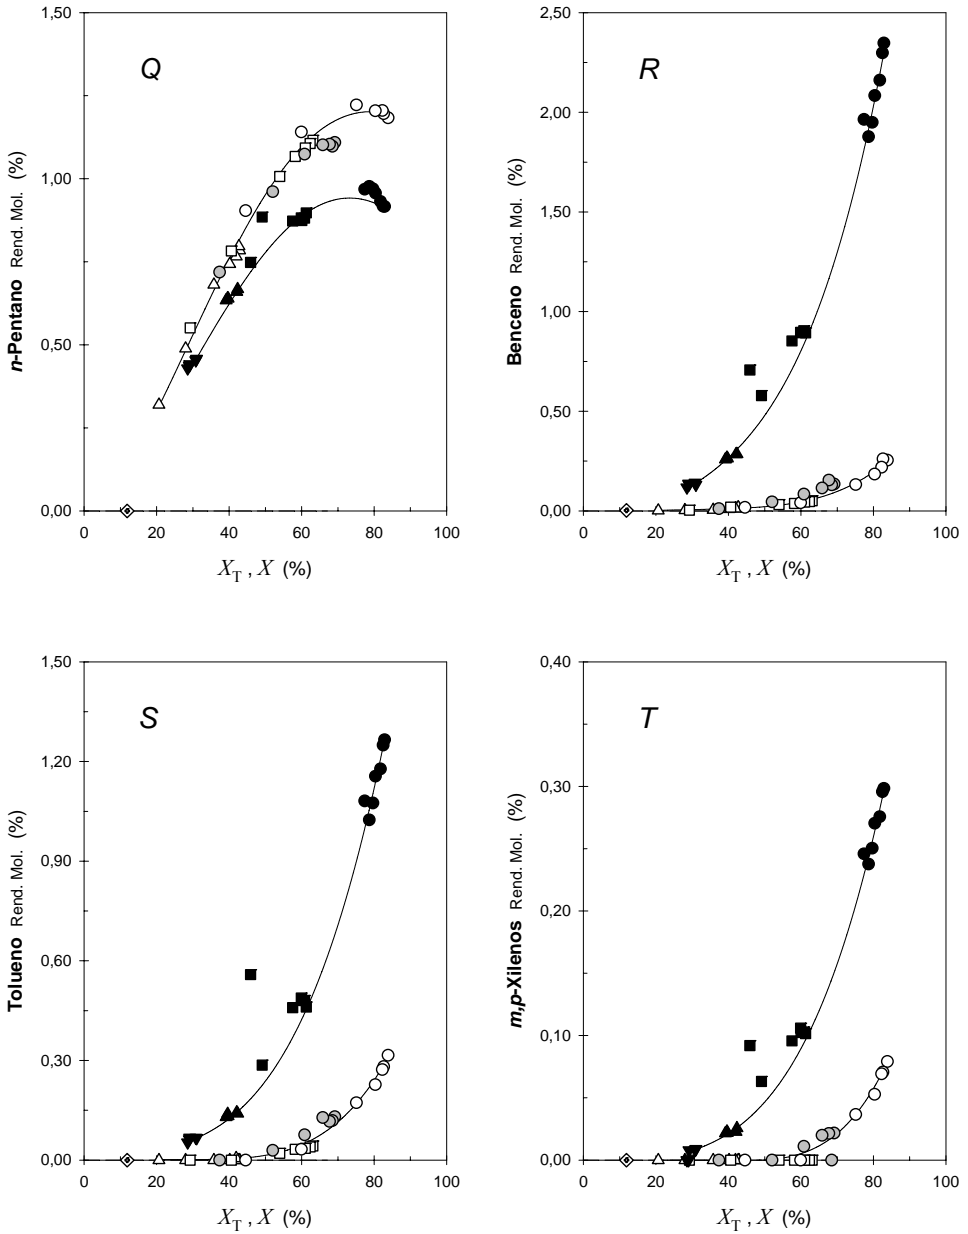 1,50
1,00
0,50
0,00
0 20 40 60 80 100
Q
n-Pentano Rend. Mol. (%)
X_T , X (%)
2,50
2,00
1,50
1,00
0,50
0,00
0 20 40 60 80 100
R
Benceno Rend. Mol. (%)
X_T , X (%)
1,50
1,20
0,90
0,60
0,30
0,00
0 20 40 60 80 100
S
Tolueno Rend. Mol. (%)
X_T , X (%)
0,40
0,30
0,20
0,10
0,00
0 20 40 60 80 100
T
m,p-Xilenos Rend. Mol. (%)
X_T , X (%)